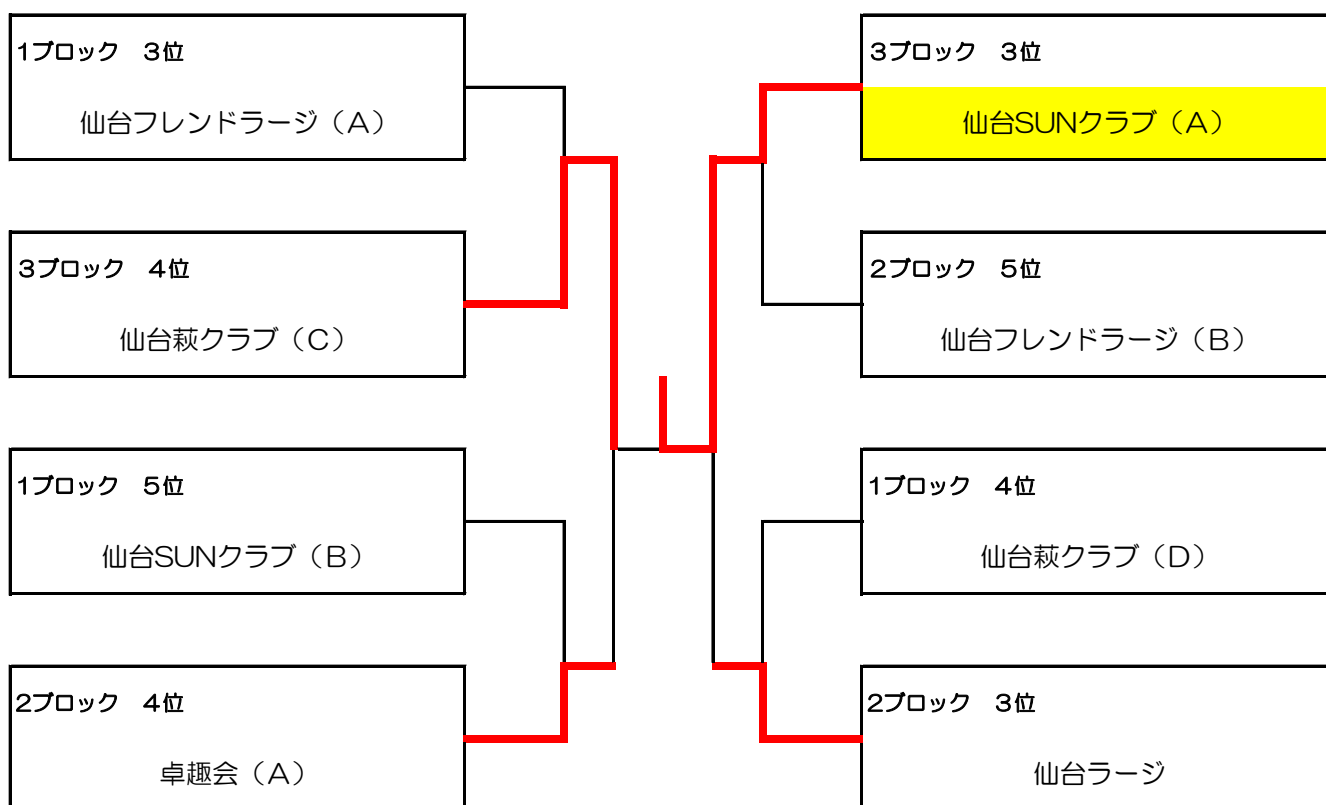 1ブロック　3位
仙台フレンドラージ（A）
3ブロック　4位
仙台萩クラブ（C）
1ブロック　5位
仙台SUNクラブ（B）
2ブロック　4位
卓趣会（A）
3ブロック　3位
仙台SUNクラブ（A）
2ブロック　5位
仙台フレンドラージ（B）
1ブロック　4位
仙台萩クラブ（D）
2ブロック　3位
仙台ラージ